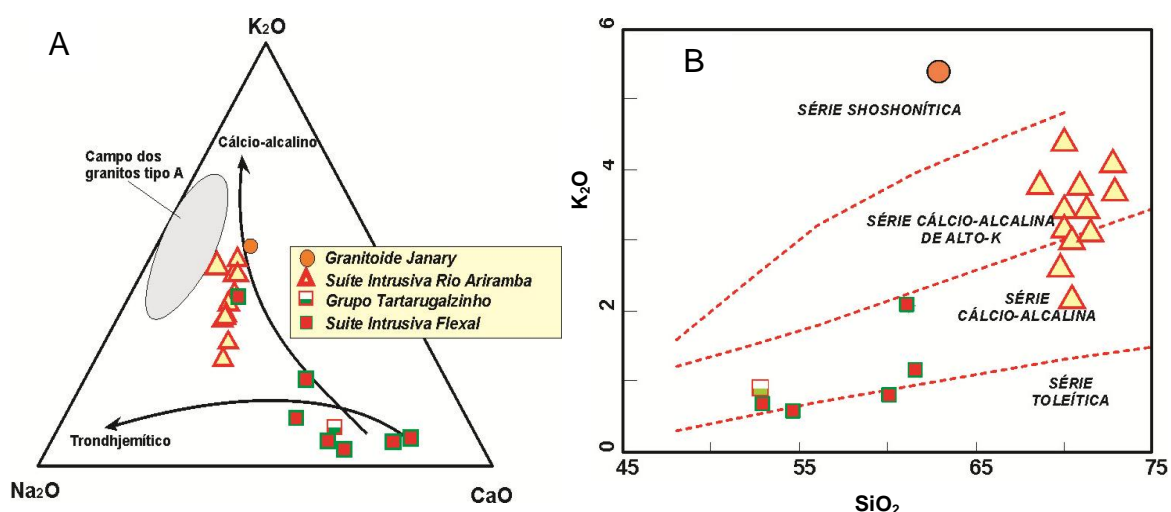 A
K₂O
Cálcio-alcalino
Campo dos
granitos tipo A
Granitoide Janary
Suíte Intrusiva Rio Ariramba
Grupo Tartarugalzinho
Suite Intrusiva Flexal
Trondhjemítico
Na₂O
CaO
B
6
4
2
0
K₂O
SÉRIE SHOSHONÍTICA
SÉRIE CÁLCIO-ALCALINA
DE ALTO-K
SÉRIE
CÁLCIO-ALCALINA
SÉRIE
TOLEÍTICA
45
55
65
75
SiO₂